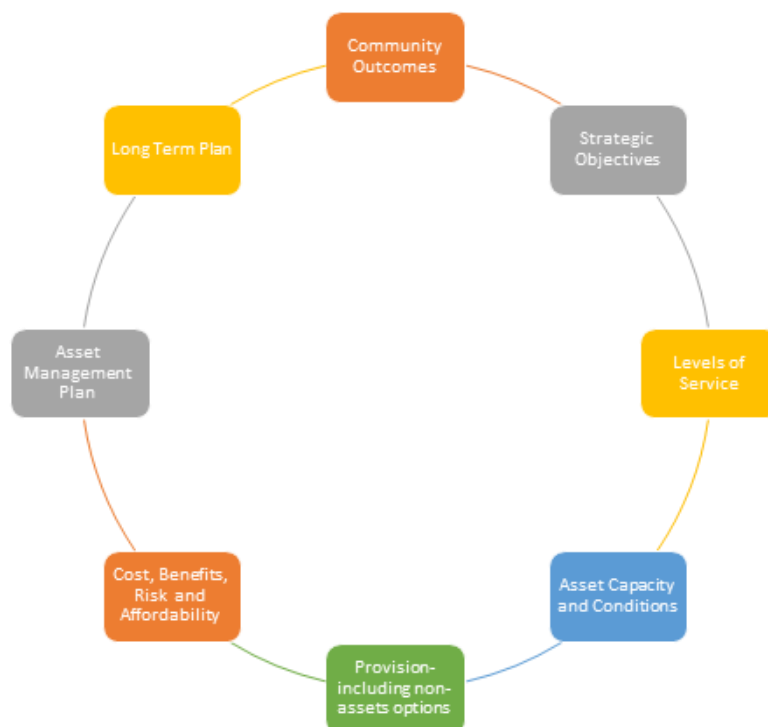 Community
Outcomes
Strategic
Objectives
Levels of
Service
Asset Capacity
and Conditions
Provision-
including non-
assets options
Cost, Benefits,
Risk and
Affordability
Asset
Management
Plan
Long Term Plan